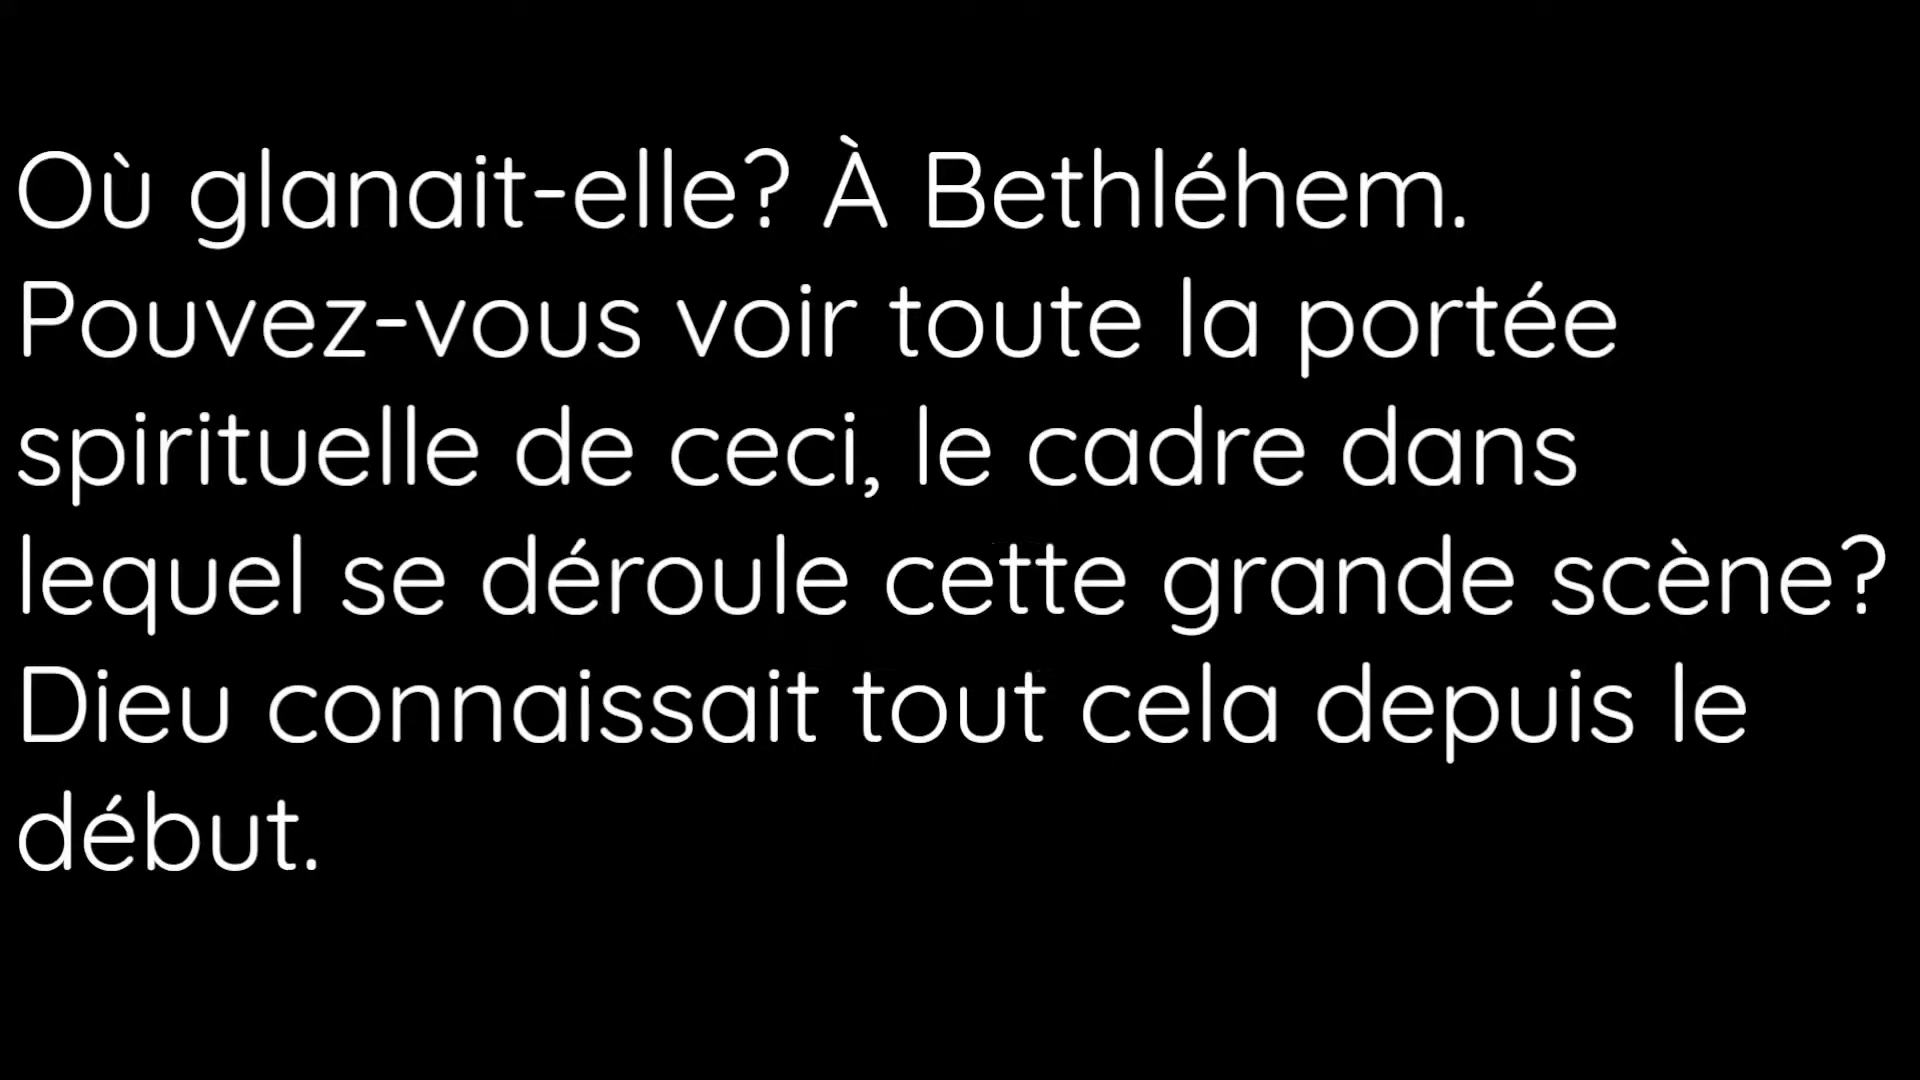 Où glanait-elle? À Bethléhem.
Pouvez-vous voir toute la portée
spirituelle de ceci, le cadre dans
lequel se déroule cette grande scène?
Dieu connaissait tout cela depuis le
début.